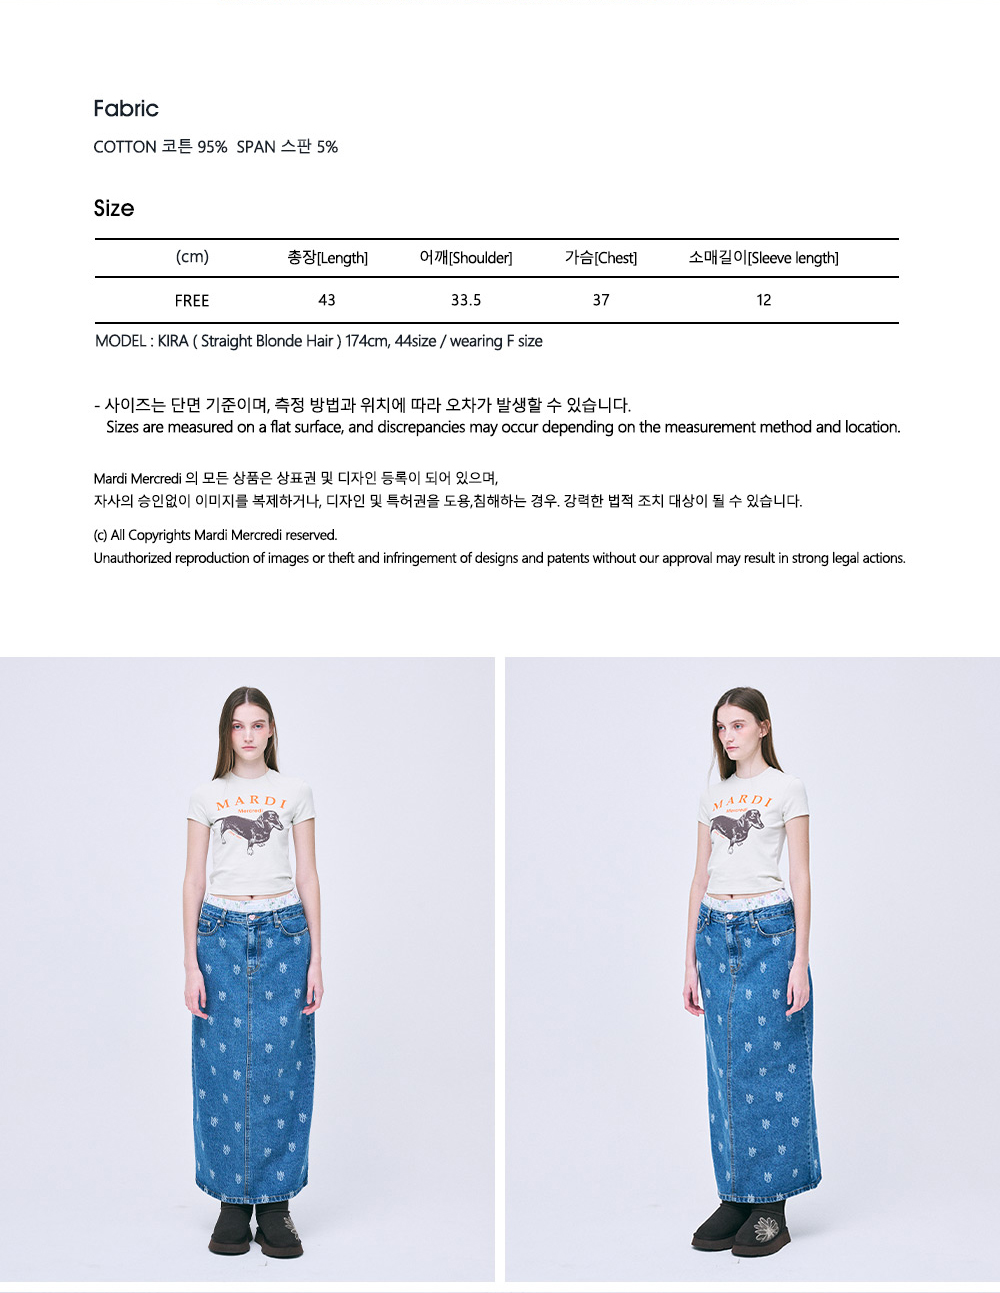 Fabric
COTTON 코튼 95% SPAN 스판 5%
Size
(cm) 총장[Length] 어깨[Shoulder] 가슴[Chest] 소매길이[Sleeve length]
FREE 43 33.5 37 12
MODEL : KIRA ( Straight Blonde Hair ) 174cm, 44size / wearing F size
- 사이즈는 단면 기준이며, 측정 방법과 위치에 따라 오차가 발생할 수 있습니다.
Sizes are measured on a flat surface, and discrepancies may occur depending on the measurement method and location.
Mardi Mercredi 의 모든 상품은 상표권 및 디자인 등록이 되어 있으며,
자사의 승인없이 이미지를 복제하거나, 디자인 및 특허권을 도용,침해하는 경우. 강력한 법적 조치 대상이 될 수 있습니다.
(c) All Copyrights Mardi Mercredi reserved.
Unauthorized reproduction of images or theft and infringement of designs and patents without our approval may result in strong legal actions.
MARDI
Mercredi
MARDI
Mercredi